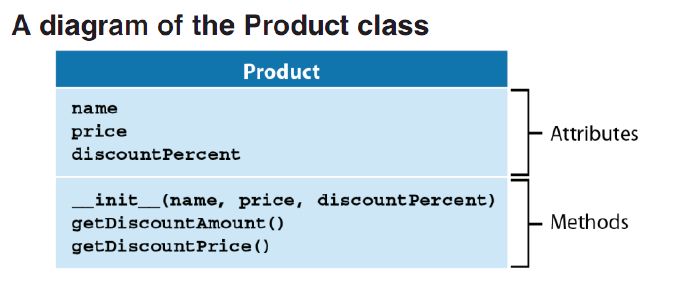 A diagram of the Product class
Product
name
price
discountPercent
Attributes
__init__(name, price, discountPercent)
getDiscountAmount()
getDiscountPrice()
Methods